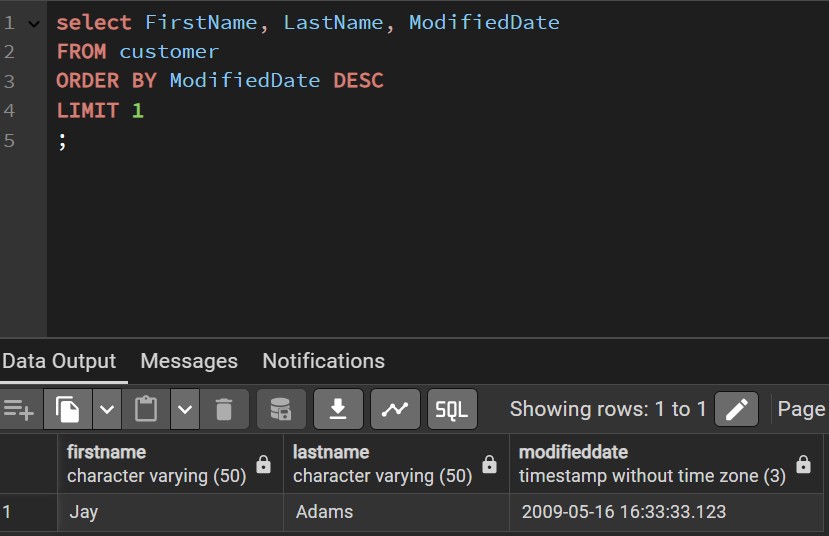 1 select FirstName, LastName, ModifiedDate
2 FROM customer
3 ORDER BY ModifiedDate DESC
4 LIMIT 1
5 ;
Data Output Messages Notifications
SQL Showing rows: 1 to 1 Page
firstname lastname modifieddate
character varying (50) character varying (50) timestamp without time zone (3)
1 Jay Adams 2009-05-16 16:33:33.123